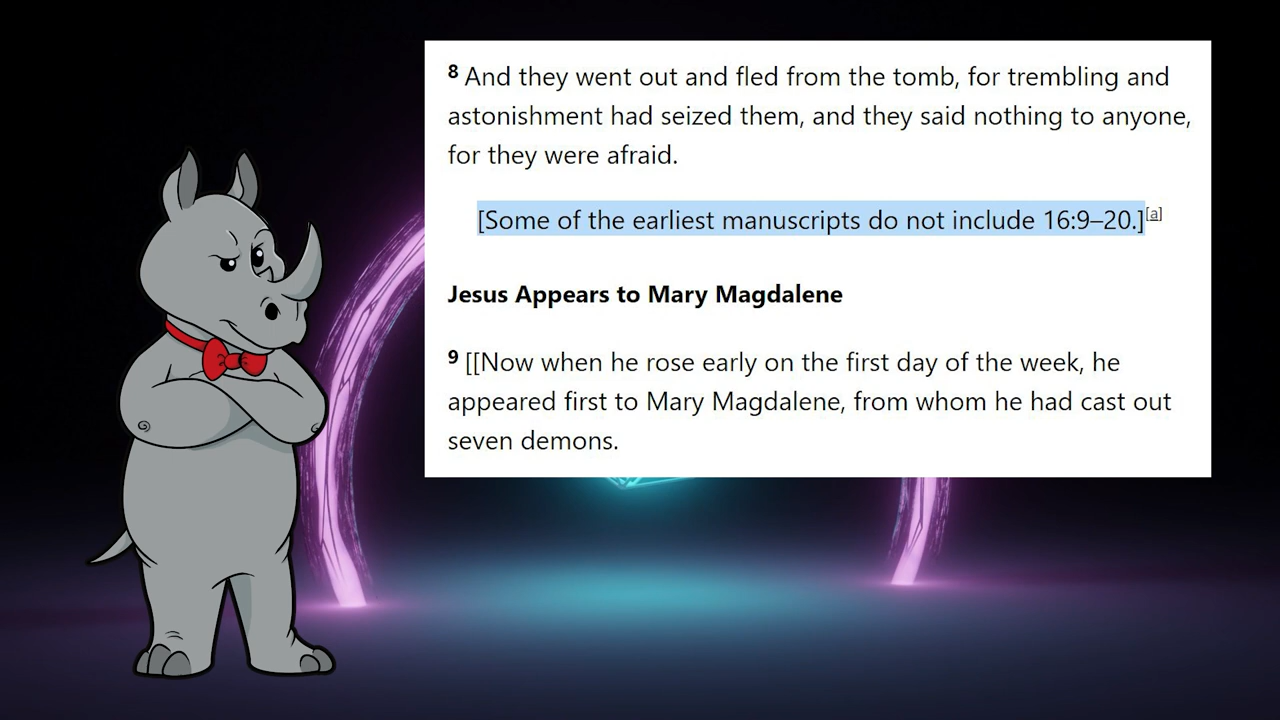 8 And they went out and fled from the tomb, for trembling and
astonishment had seized them, and they said nothing to anyone,
for they were afraid.
[Some of the earliest manuscripts do not include 16:9–20.][a]
Jesus Appears to Mary Magdalene
9 [[Now when he rose early on the first day of the week, he
appeared first to Mary Magdalene, from whom he had cast out
seven demons.